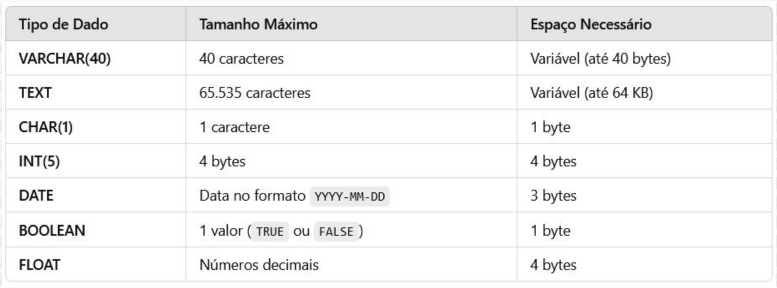 Tipo de Dado Tamanho Máximo Espaço Necessário
VARCHAR(40) 40 caracteres Variável (até 40 bytes)
TEXT 65.535 caracteres Variável (até 64 KB)
CHAR(1) 1 caractere 1 byte
INT(5) 4 bytes 4 bytes
DATE Data no formato YYYY-MM-DD 3 bytes
BOOLEAN 1 valor ( TRUE ou FALSE ) 1 byte
FLOAT Números decimais 4 bytes